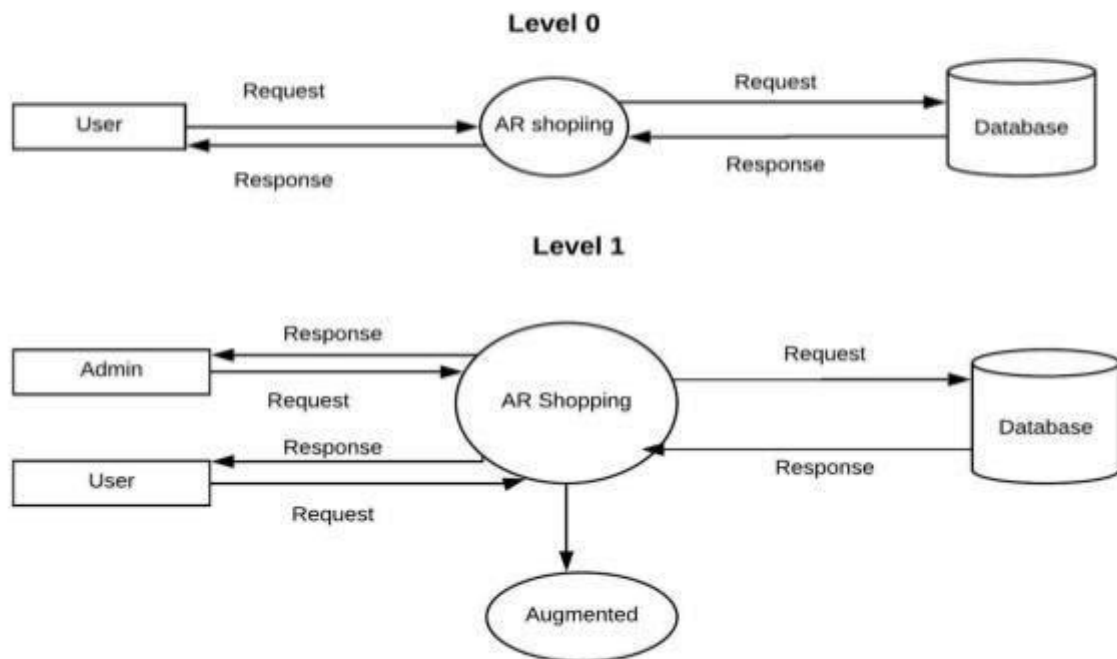 Level 0
Request
Request
User
AR shopiing
Database
Response
Response
Level 1
Response
Request
Admin
AR Shopping
Request
Database
Response
Response
User
Request
Augmented